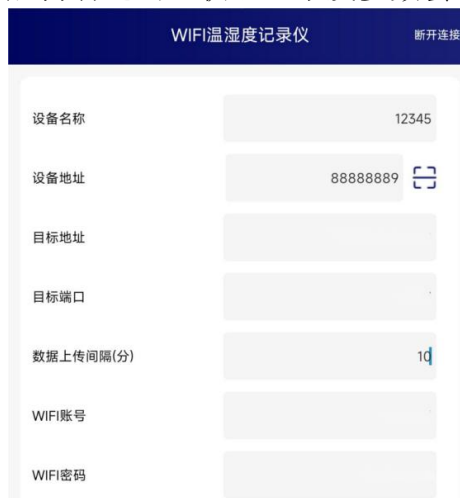 WIFI温湿度记录仪 断开连接
设备名称 12345
设备地址 88888889
目标地址
目标端口
数据上传间隔(分) 10
WIFI账号
WIFI密码